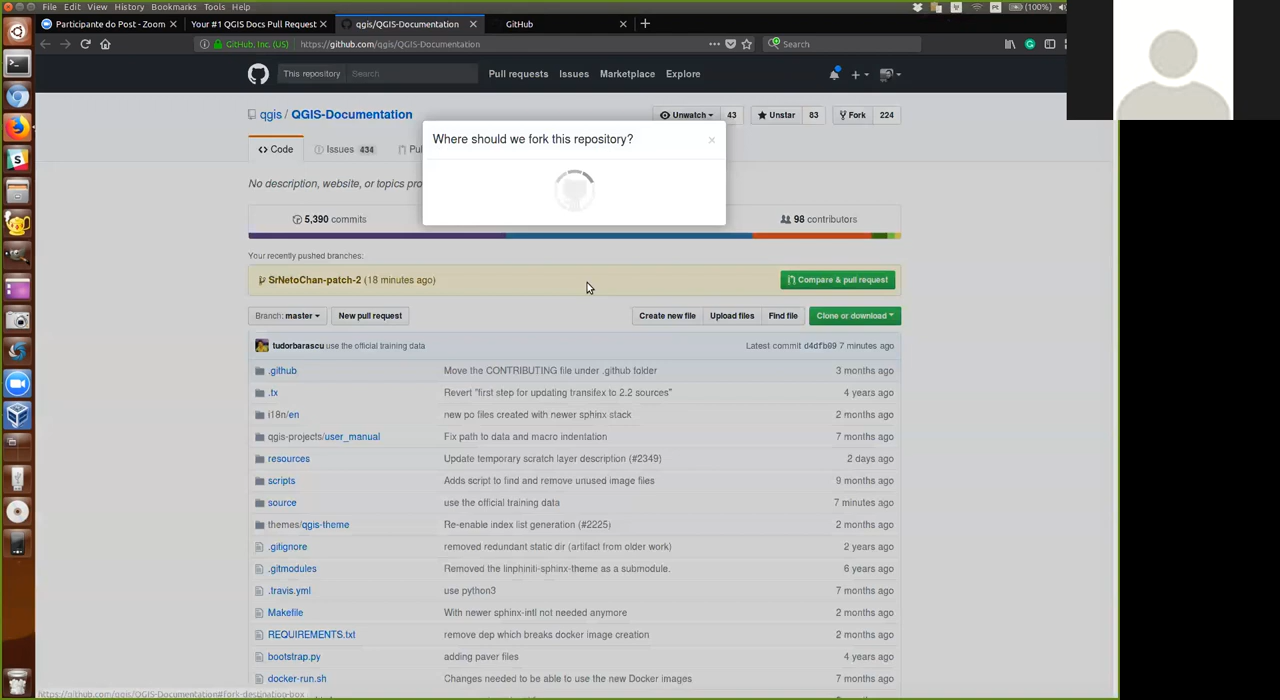 File Edit View History Bookmarks Tools Help (100%)
Participante do Post - Zoom × Your #1 QGIS Docs Pull Request × qgis/QGIS-Documentation × GitHub × +
GitHub, Inc. (US) https://github.com/qgis/QGIS-Documentation Search
This repository Search Pull requests Issues Marketplace Explore
qgis / QGIS-Documentation Unwatch 43 Unstar 83 Fork 224
Where should we fork this repository? ×
<> Code Issues 434 Pul
No description, website, or topics pro
5,390 commits 98 contributors
Your recently pushed branches:
SrNetoChan-patch-2 (18 minutes ago) Compare & pull request
Branch: master New pull request Create new file Upload files Find file Clone or download
tudorbarascu use the official training data Latest commit d4dfb09 7 minutes ago
.github Move the CONTRIBUTING file under .github folder 3 months ago
.tx Revert "first step for updating transifex to 2.2 sources" 4 years ago
i18n/en new po files created with newer sphinx stack 2 months ago
qgis-projects/user_manual Fix path to data and macro indentation 7 months ago
resources Update temporary scratch layer description (#2349) 2 days ago
scripts Adds script to find and remove unused image files 9 months ago
source use the official training data 7 minutes ago
themes/qgis-theme Re-enable index list generation (#2225) 2 months ago
.gitignore removed redundant static dir (artifact from older work) 2 years ago
.gitmodules Removed the linphiniti-sphinx-theme as a submodule. 6 years ago
.travis.yml use python3 7 months ago
Makefile With newer sphinx-intl not needed anymore 2 months ago
REQUIREMENTS.txt remove dep which breaks docker image creation 2 months ago
bootstrap.py adding paver files 4 years ago
docker-run.sh Changes needed to be able to use the new Docker images 7 months ago
https://github.com/qgis/QGIS-Documentation#fork-destination-box